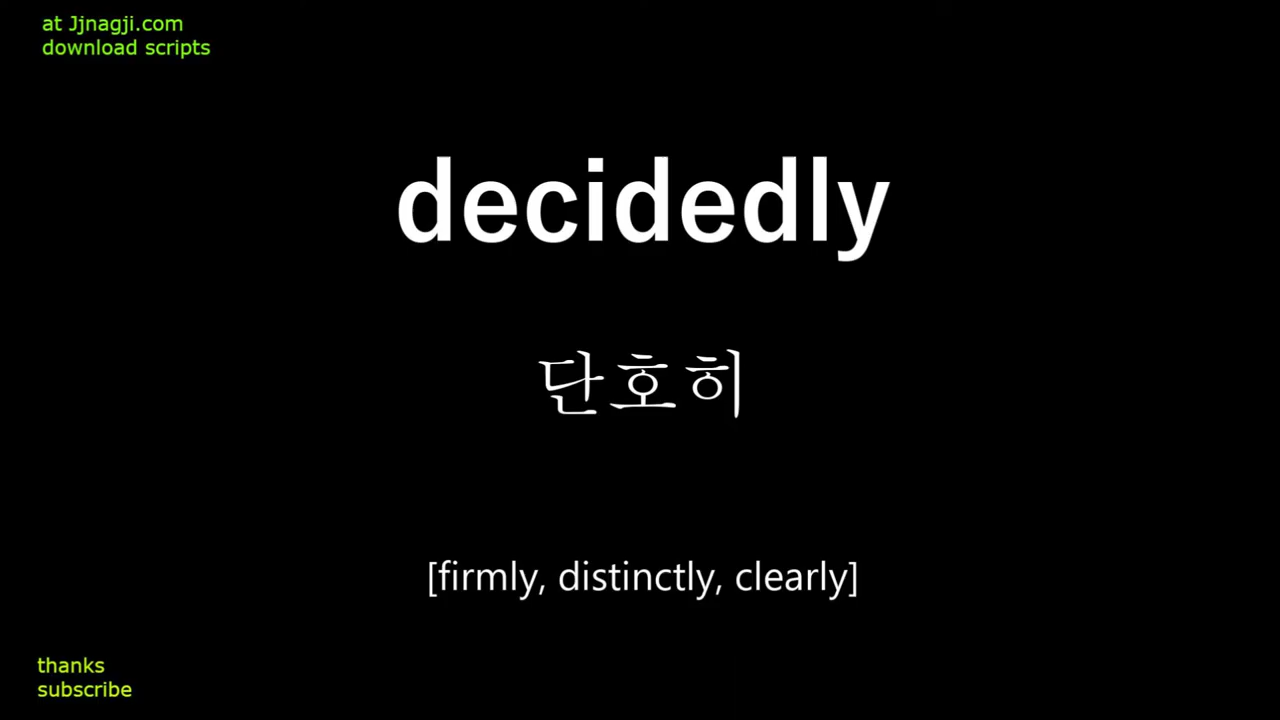 at Jjnagji.com
download scripts
decidedly
단호히
[firmly, distinctly, clearly]
thanks
subscribe